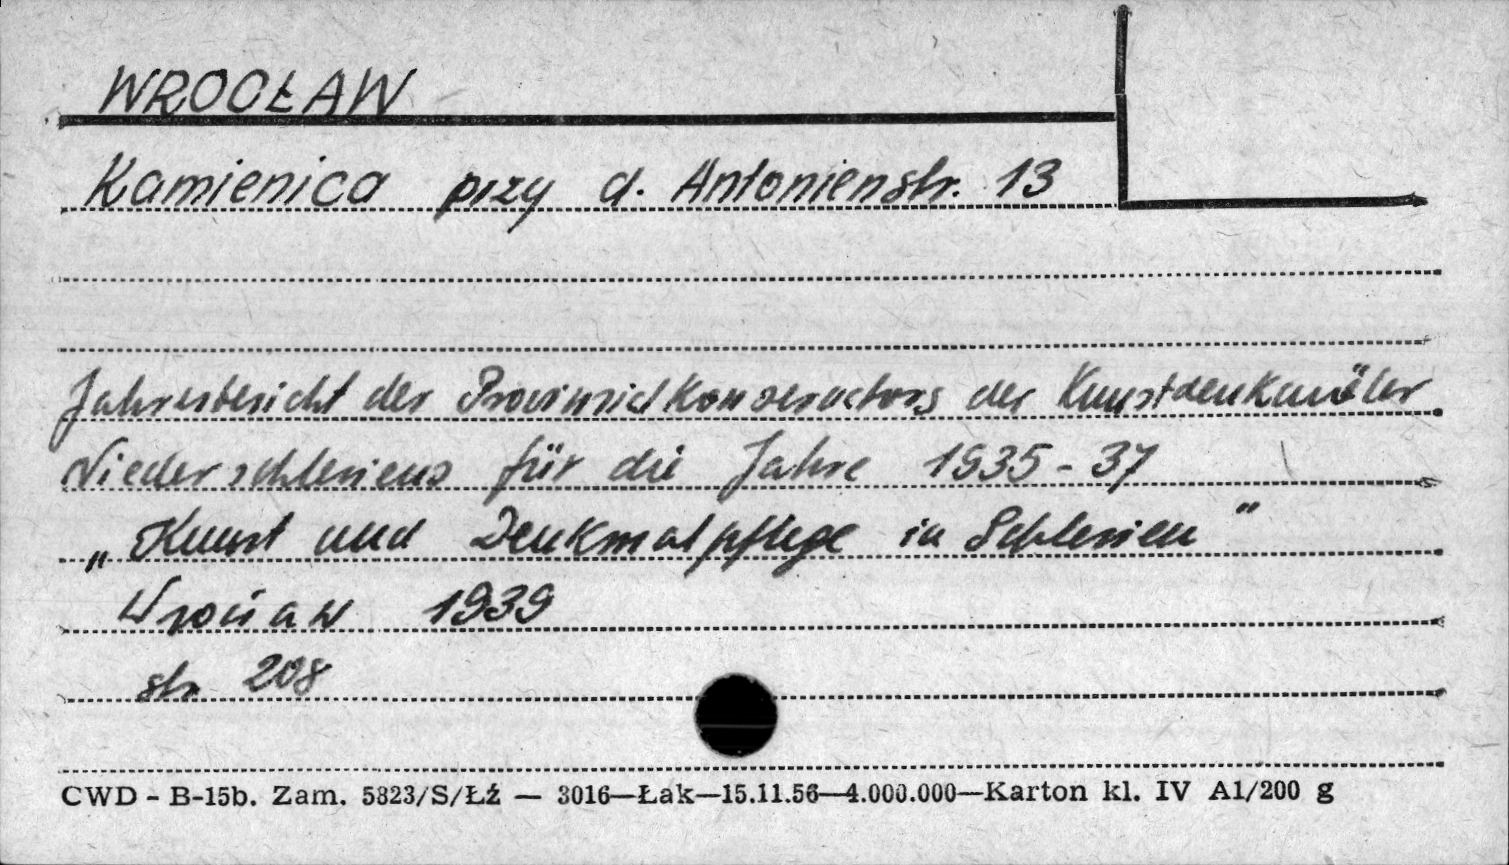 WROCŁAW
Kamienica przy d. Antonienstr. 13
Jahresbericht des Provinzialkonservators der Kunstdenkmäler
Niederschlesiens für die Jahre 1935-37
„Kunst und Denkmalpflege in Schlesien"
Wrocław 1939
str 208
CWD - B-15b. Zam. 5823/S/Łź — 3016—Łak—15.11.56—4.000.000—Karton kl. IV A1/200 g